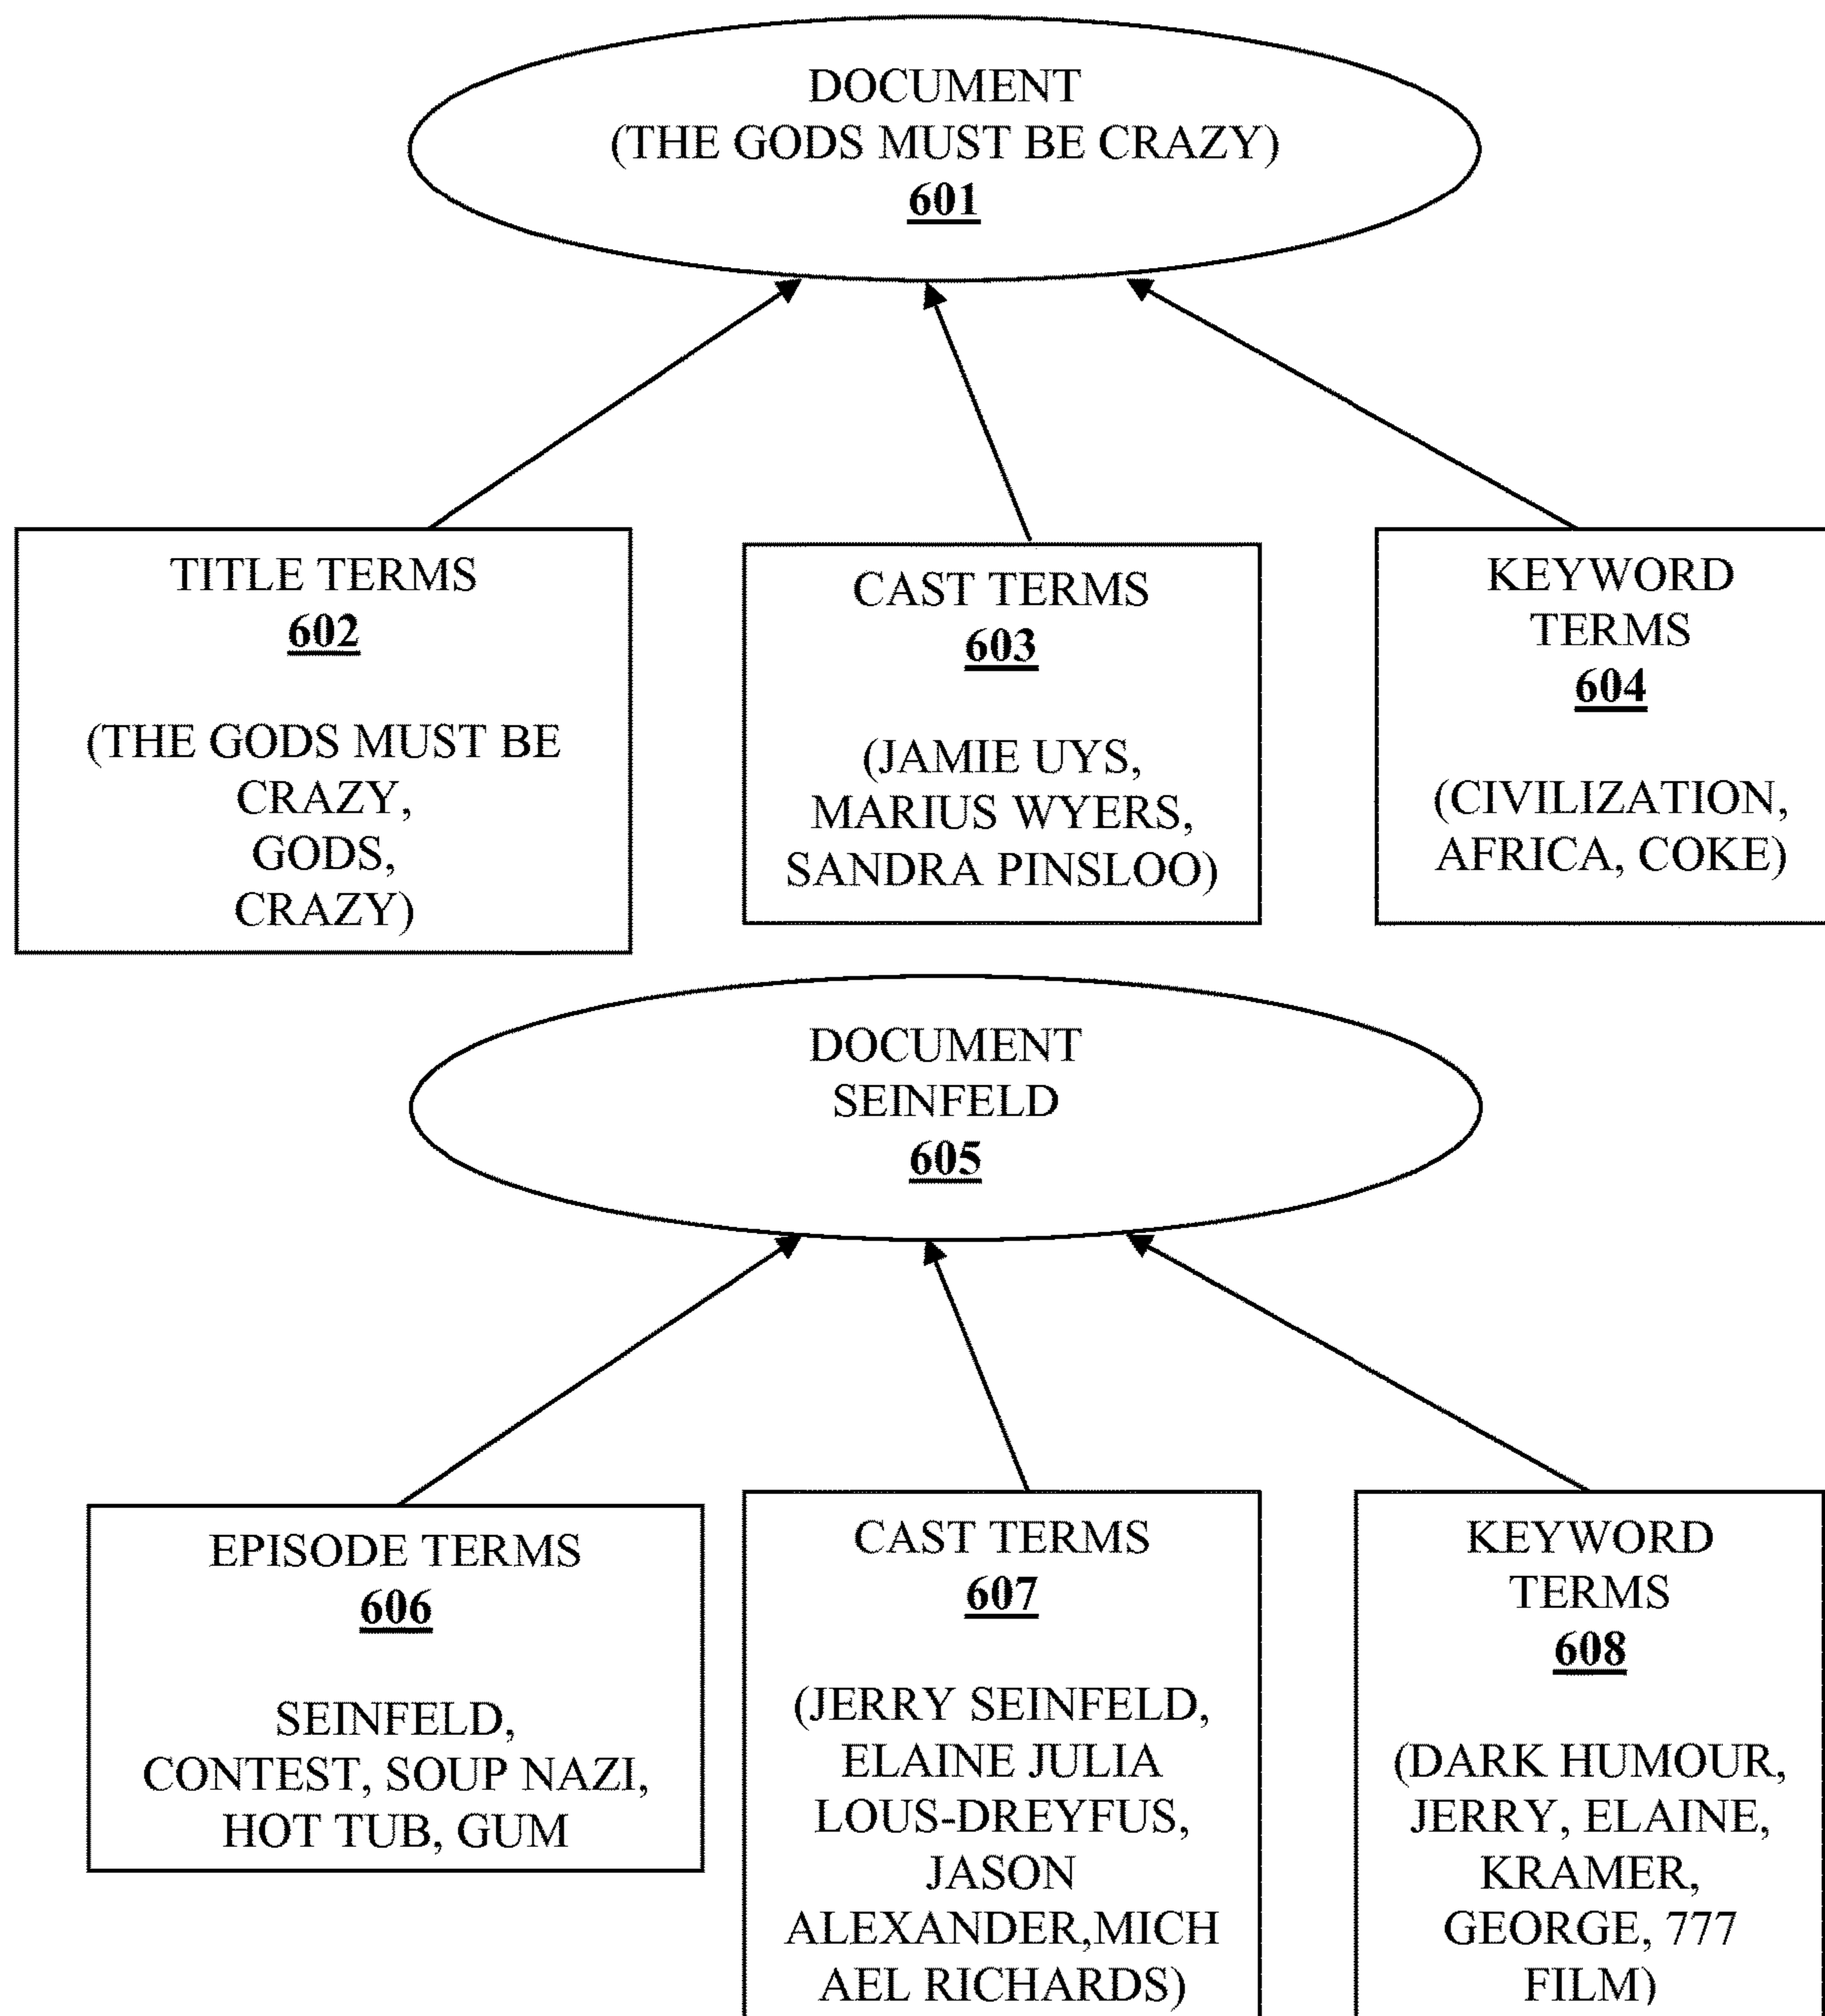 DOCUMENT
(THE GODS MUST BE CRAZY)
601
TITLE TERMS
602
(THE GODS MUST BE
CRAZY,
GODS,
CRAZY)
CAST TERMS
603
(JAMIE UYS,
MARIUS WYERS,
SANDRA PINSLOO)
KEYWORD
TERMS
604
(CIVILIZATION,
AFRICA, COKE)
DOCUMENT
SEINFELD
605
EPISODE TERMS
606
SEINFELD,
CONTEST, SOUP NAZI,
HOT TUB, GUM
CAST TERMS
607
(JERRY SEINFELD,
ELAINE JULIA
LOUS-DREYFUS,
JASON
ALEXANDER,MICH
AEL RICHARDS)
KEYWORD
TERMS
608
(DARK HUMOUR,
JERRY, ELAINE,
KRAMER,
GEORGE, 777
FILM)